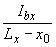 I_{bx}
L_x - x_0